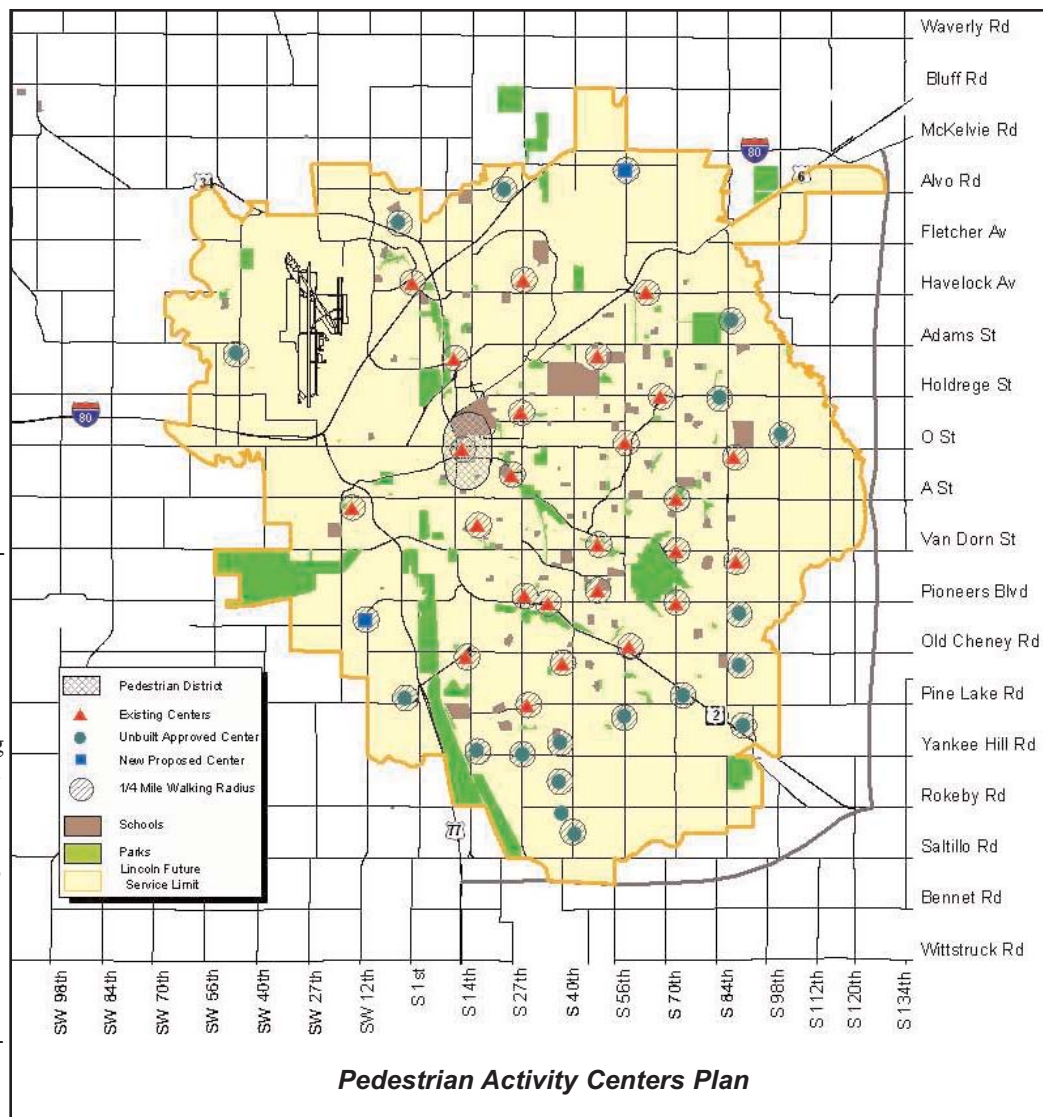 Waverly Rd
Bluff Rd
McKelvie Rd
80
34
6
Alvo Rd
Fletcher Av
Havelock Av
Adams St
Holdrege St
80
O St
A St
Van Dorn St
Pioneers Blvd
Old Cheney Rd
Pine Lake Rd
2
Yankee Hill Rd
Rokeby Rd
77
Saltillo Rd
Bennet Rd
Wittstruck Rd
Pedestrian District
Existing Centers
Unbuilt Approved Center
New Proposed Center
1/4 Mile Walking Radius
Schools
Parks
Lincoln Future
Service Limit
SW 98th
SW 84th
SW 70th
SW 56th
SW 40th
SW 27th
SW 12th
S 1st
S 14th
S 27th
S 40th
S 56th
S 70th
S 84th
S 98th
S 112th
S 120th
S 134th
Pedestrian Activity Centers Plan